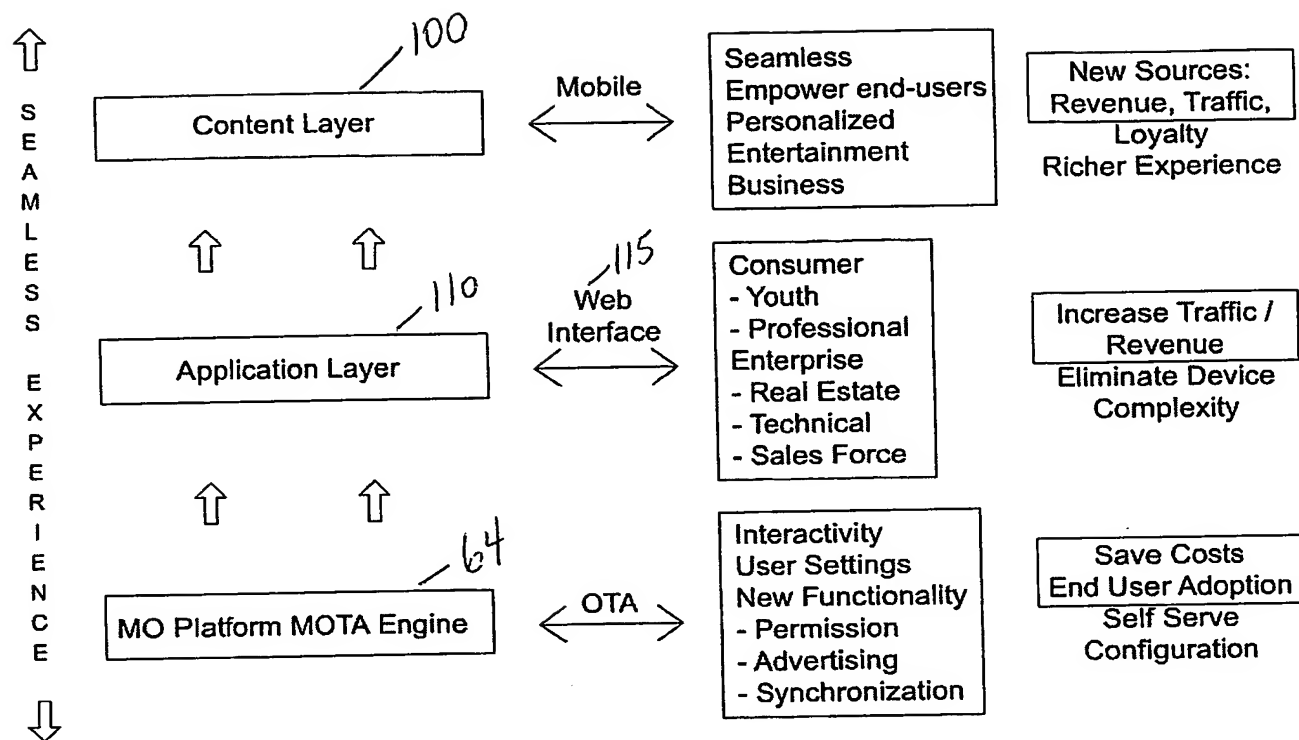 SEAMLESS EXPERIENCE
100
Content Layer
Mobile
Seamless
Empower end-users
Personalized
Entertainment
Business
New Sources:
Revenue, Traffic,
Loyalty
Richer Experience
110
Application Layer
115
Web
Interface
Consumer
- Youth
- Professional
Enterprise
- Real Estate
- Technical
- Sales Force
Increase Traffic /
Revenue
Eliminate Device
Complexity
64
MO Platform MOTA Engine
OTA
Interactivity
User Settings
New Functionality
- Permission
- Advertising
- Synchronization
Save Costs
End User Adoption
Self Serve
Configuration